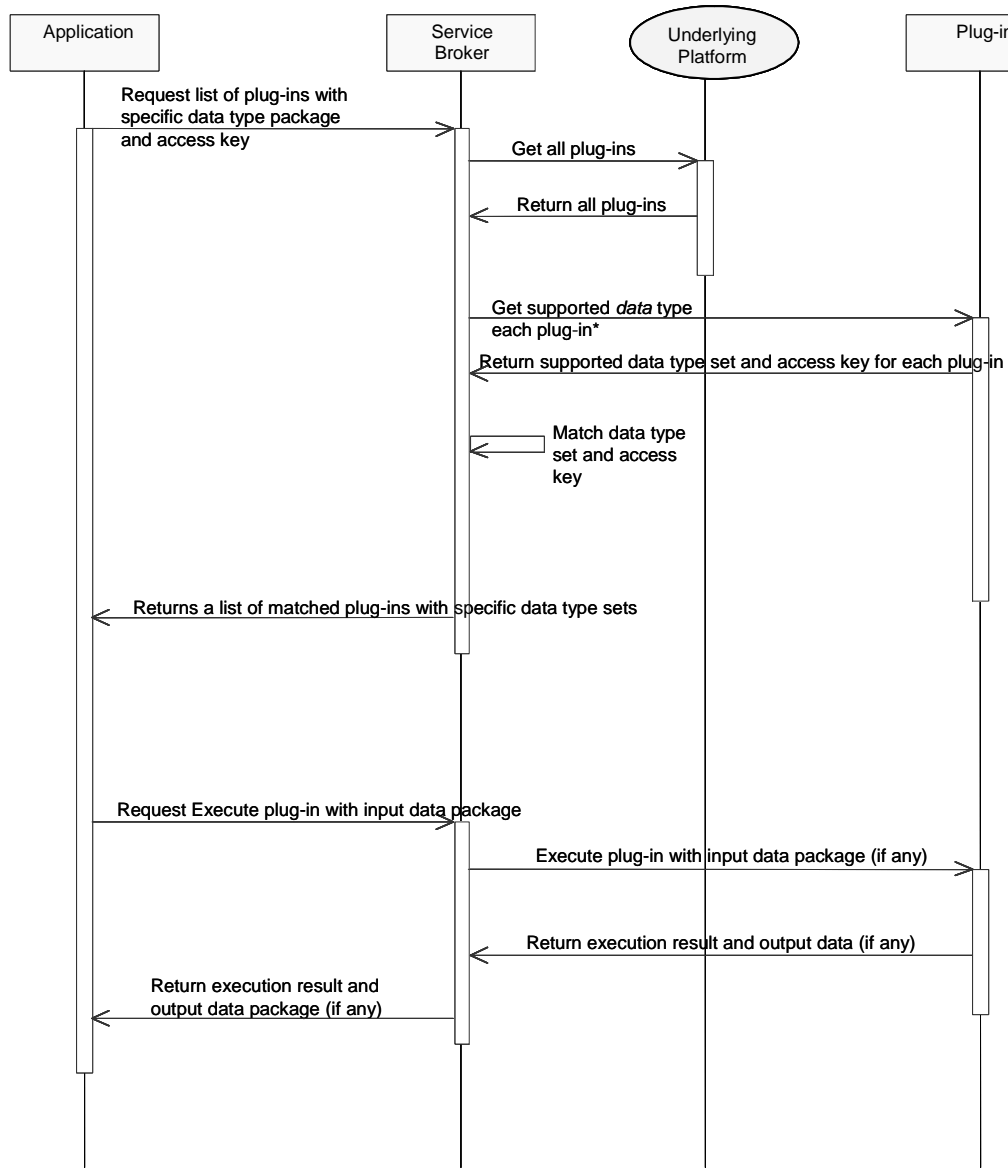 Application
Service
Broker
Underlying
Platform
Plug-in
Request list of plug-ins with
specific data type package
and access key
Get all plug-ins
Return all plug-ins
Get supported data type
each plug-in*
Return supported data type set and access key for each plug-in
Match data type
set and access
key
Returns a list of matched plug-ins with specific data type sets
Request Execute plug-in with input data package
Execute plug-in with input data package (if any)
Return execution result and output data (if any)
Return execution result and
output data package (if any)